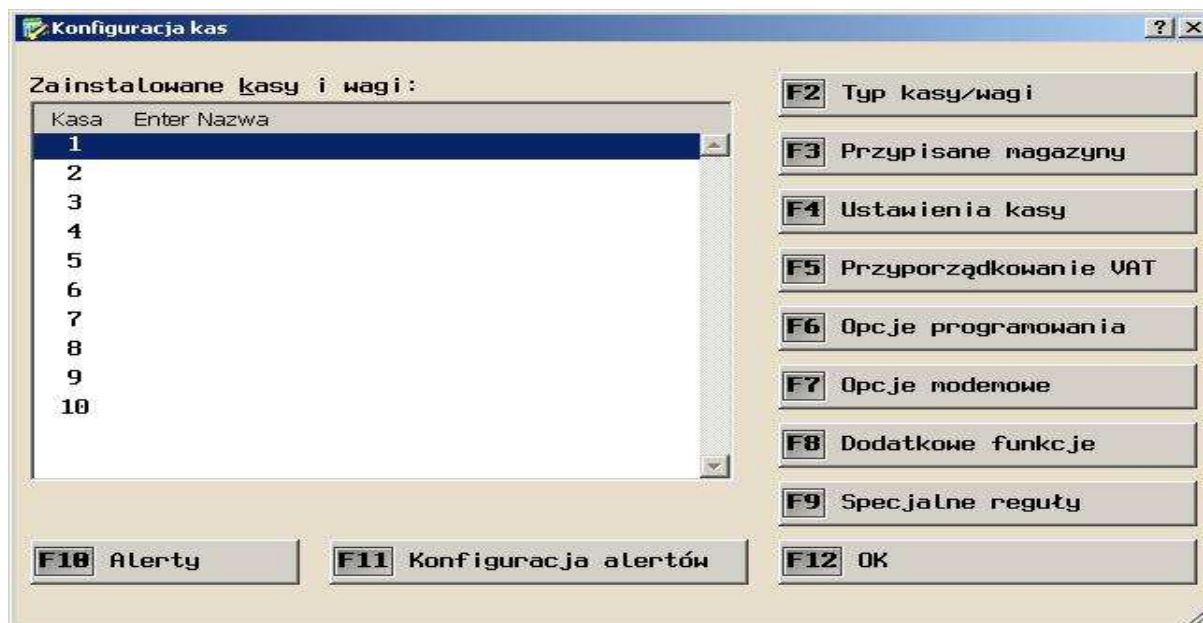 Konfiguracja kas
Zainstalowane kasy i wagi:
Kasa Enter Nazwa
1
2
3
4
5
6
7
8
9
10
F2 Typ kasy/wagi
F3 Przypisane magazyny
F4 Ustawienia kasy
F5 Przyporządkowanie VAT
F6 Opcje programowania
F7 Opcje modemowe
F8 Dodatkowe funkcje
F9 Specjalne reguły
F10 Alerty
F11 Konfiguracja alertów
F12 OK